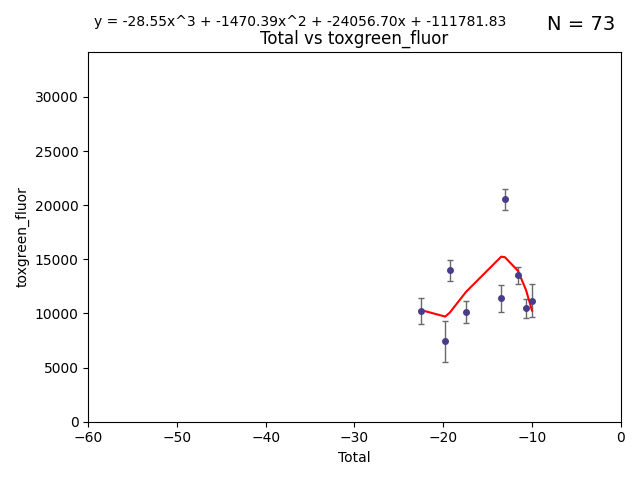 y = -28.55x^3 + -1470.39x^2 + -24056.70x + -111781.83
N = 73
Total vs toxgreen_fluor
toxgreen_fluor
30000
25000
20000
15000
10000
5000
0
−60
−50
−40
−30
−20
−10
0
Total